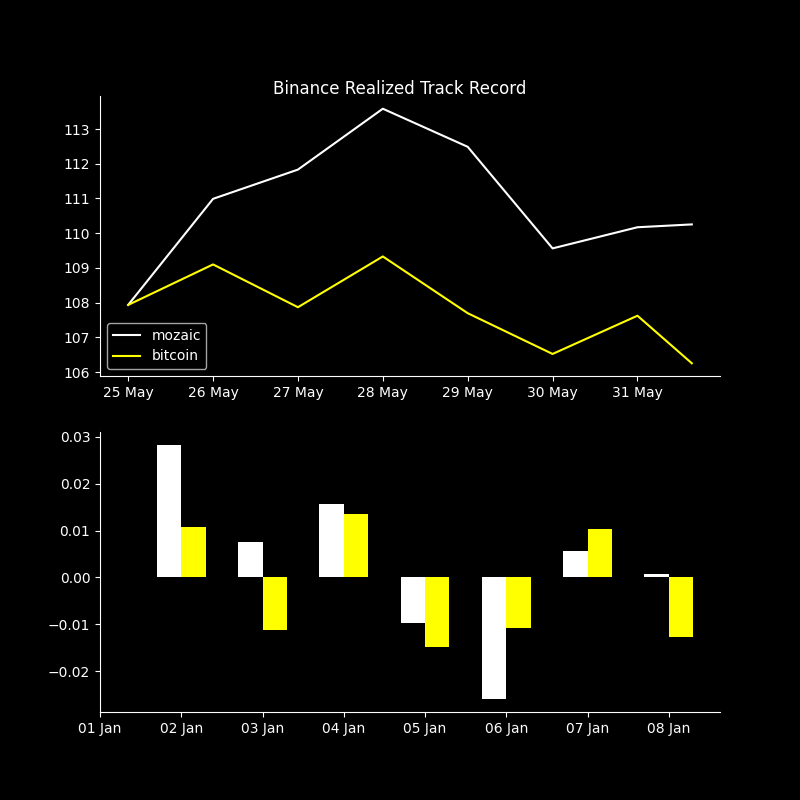 Binance Realized Track Record
113
112
111
110
109
108
107
106
mozaic
bitcoin
25 May 26 May 27 May 28 May 29 May 30 May 31 May
0.03
0.02
0.01
0.00
−0.01
−0.02
01 Jan 02 Jan 03 Jan 04 Jan 05 Jan 06 Jan 07 Jan 08 Jan